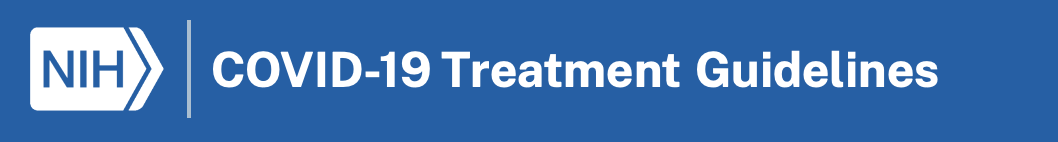 NIH
COVID-19 Treatment Guidelines